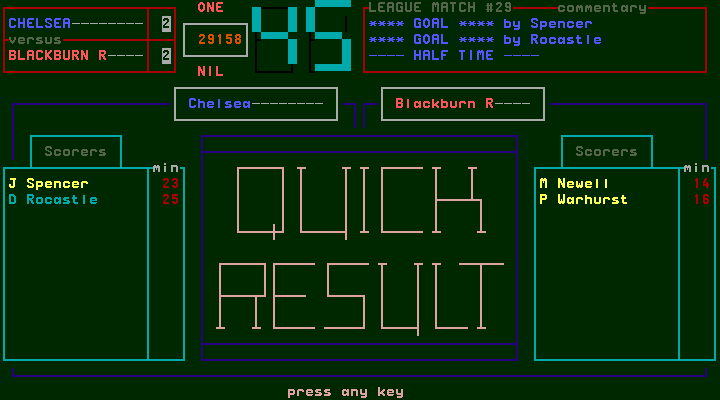 ONE
LEAGUE MATCH #29 commentary
CHELSEA-------- 2
45
**** GOAL **** by Spencer
versus
29158
**** GOAL **** by Rocastle
BLACKBURN R---- 2
---- HALF TIME ----
NIL
Chelsea--------
Blackburn R----
Scorers
Scorers
min
min
J Spencer 23
M Newell 14
D Rocastle 25
P Warhurst 16
QUICK
RESULT
press any key